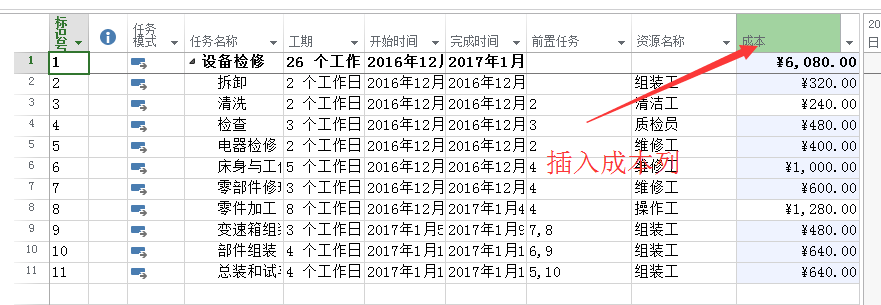 标识号 任务模式 任务名称 工期 开始时间 完成时间 前置任务 资源名称 成本 20
日
1 1 设备检修 26 个工作 2016年12月 2017年1月 ¥6,080.00
2 2 拆卸 2 个工作日 2016年12月 2016年12月 组装工 ¥320.00
3 3 清洗 2 个工作日 2016年12月 2016年12月 2 清洁工 ¥240.00
4 4 检查 3 个工作日 2016年12月 2016年12月 3 质检员 ¥480.00
5 5 电器检修 2 个工作日 2016年12月 2016年12月 维修工 ¥400.00
插入成本列
6 6 床身与工 5 个工作日 2016年12月 2016年12月 4 维修工 ¥1,000.00
7 7 零部件修 3 个工作日 2016年12月 2016年12月 4 维修工 ¥600.00
8 8 零件加工 8 个工作日 2016年12月 2017年1月4 4 操作工 ¥1,280.00
9 9 变速箱组 3 个工作日 2017年1月5 2017年1月9 7,8 组装工 ¥480.00
10 10 部件组装 4 个工作日 2017年1月1 2017年1月1 6,9 组装工 ¥640.00
11 11 总装和试 4 个工作日 2017年1月1 2017年1月1 5,10 组装工 ¥640.00